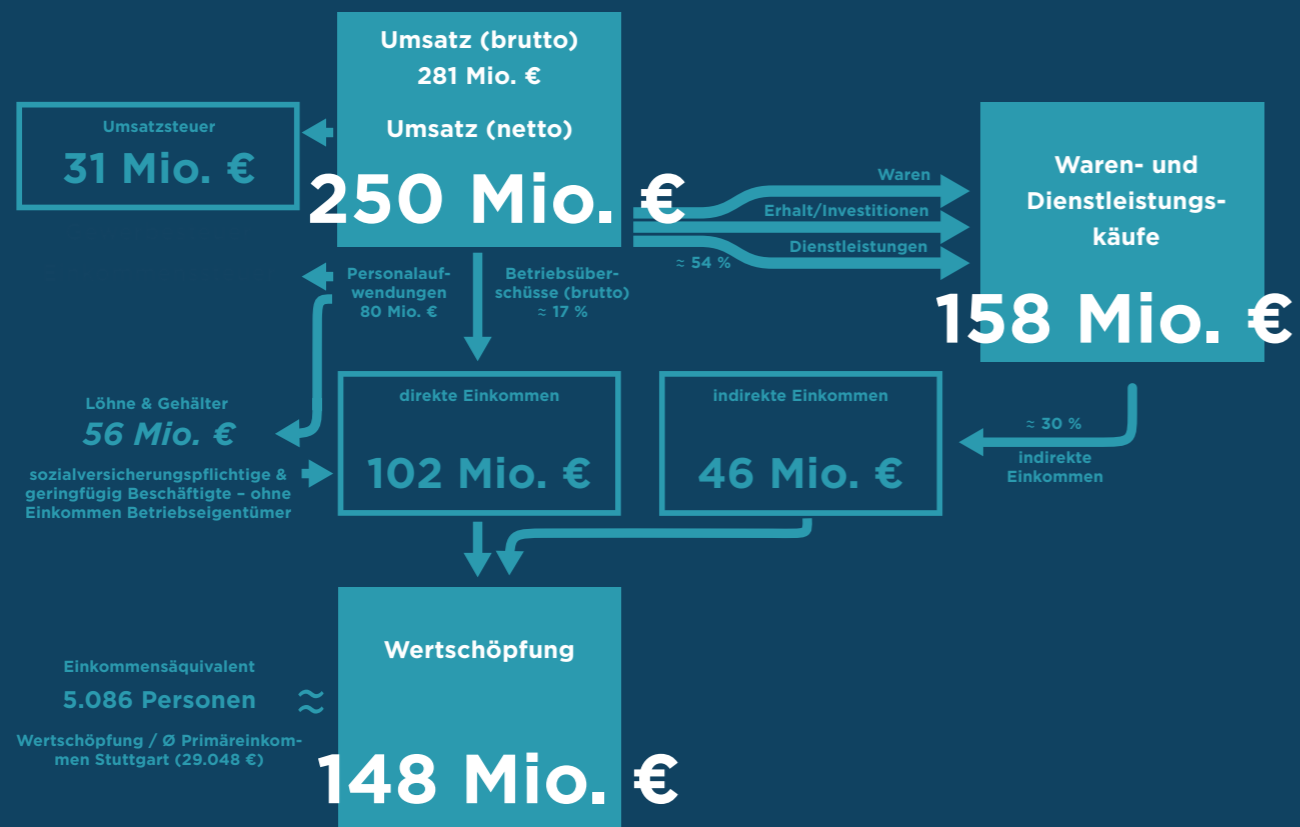 Umsatz (brutto)
281 Mio. €
Umsatz (netto)
250 Mio. €
Umsatzsteuer
31 Mio. €
Waren
Erhalt/Investitionen
Dienstleistungen
≈ 54 %
Waren- und
Dienstleistungs-
käufe
158 Mio. €
Personalauf-
wendungen
80 Mio. €
Betriebsüber-
schüsse (brutto)
≈ 17 %
Löhne & Gehälter
56 Mio. €
sozialversicherungspflichtige &
geringfügig Beschäftigte – ohne
Einkommen Betriebseigentümer
direkte Einkommen
102 Mio. €
indirekte Einkommen
46 Mio. €
≈ 30 %
indirekte
Einkommen
Wertschöpfung
148 Mio. €
Einkommensäquivalent
5.086 Personen
≈
Wertschöpfung / Ø Primäreinkom-
men Stuttgart (29.048 €)